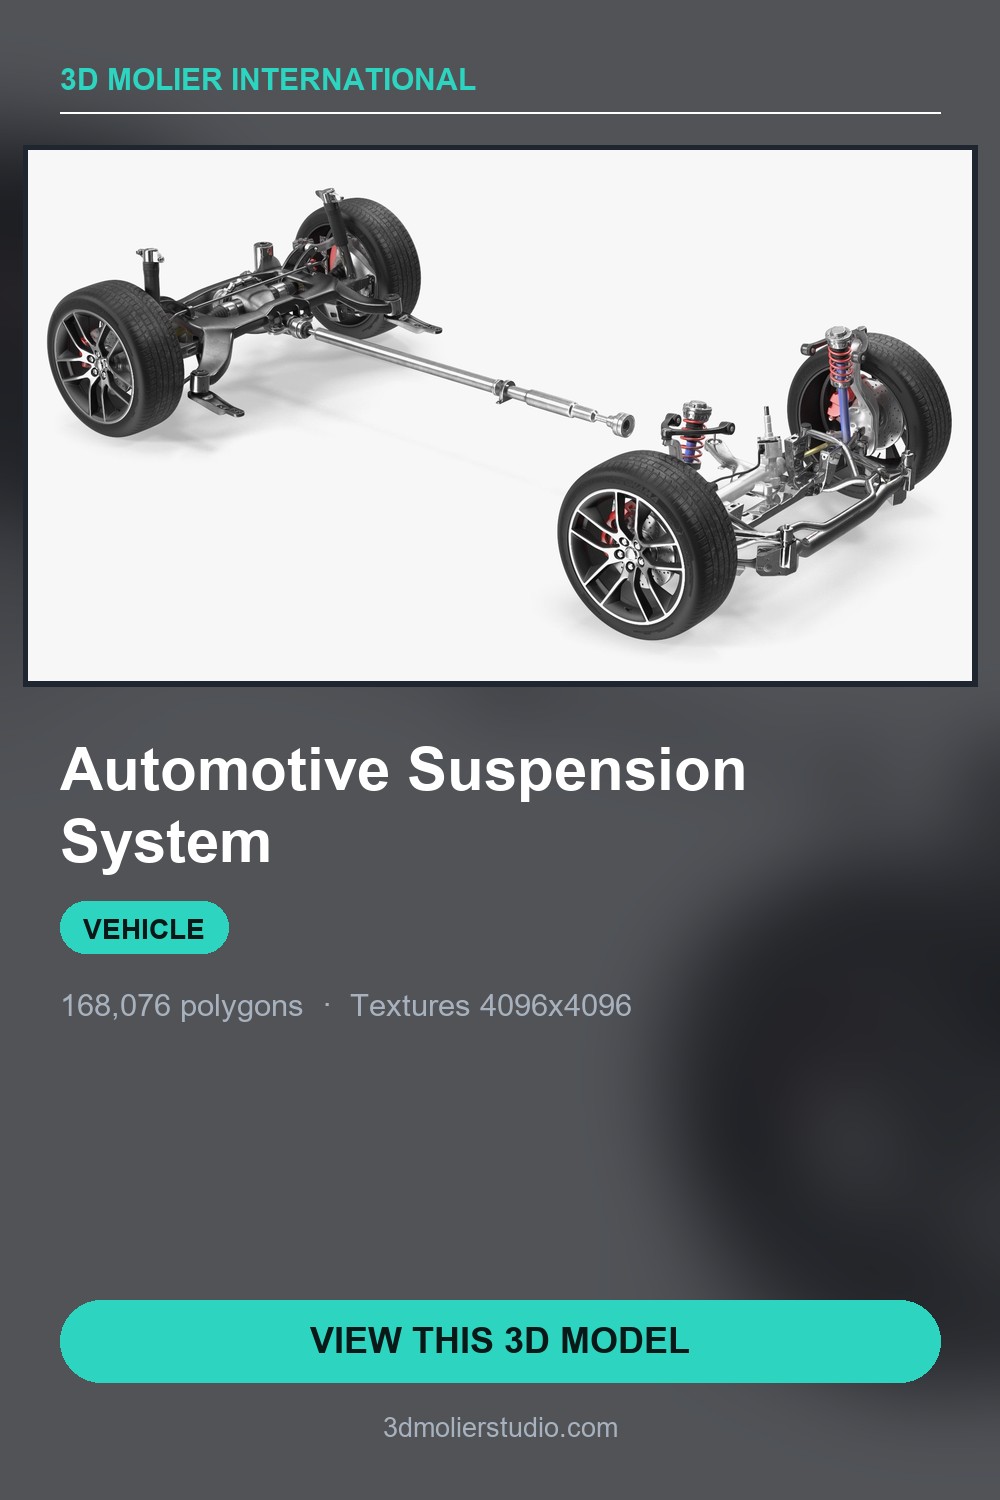 3D MOLIER INTERNATIONAL
Automotive Suspension
System
VEHICLE
168,076 polygons · Textures 4096x4096
VIEW THIS 3D MODEL
3dmolierstudio.com